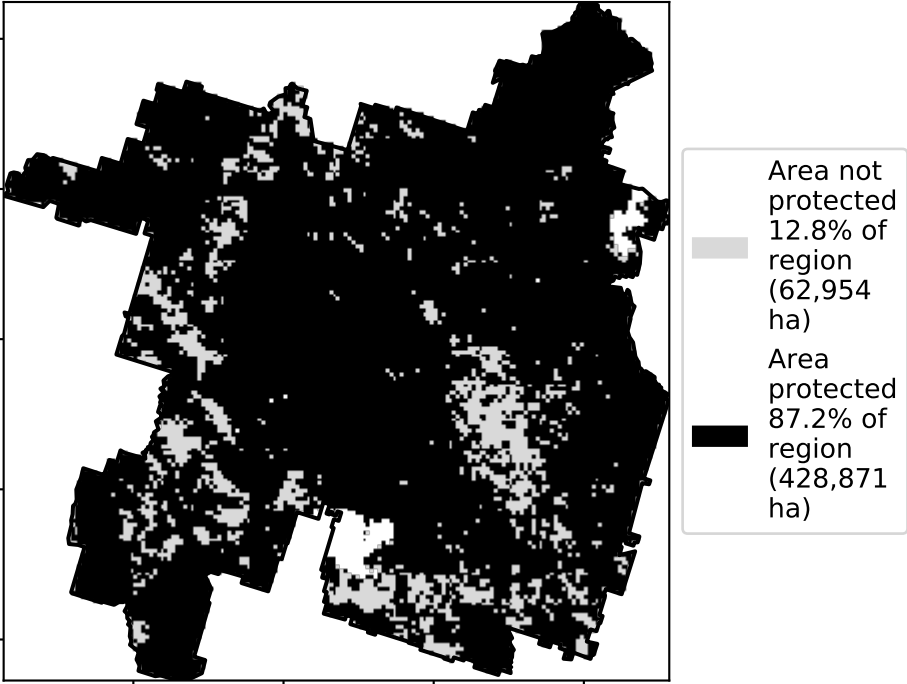 Area not
protected
12.8% of
region
(62,954
ha)
Area
protected
87.2% of
region
(428,871
ha)